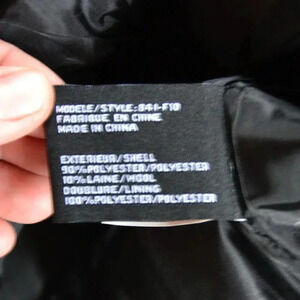 MODELE/STYLE: 841-F10
FABRIQUE EN CHINE
MADE IN CHINA
EXTERIEUR/SHELL
90%POLYESTER/POLYESTER
10% LAINE/WOOL
DOUBLURE/LINING
100%POLYESTER/POLYESTER